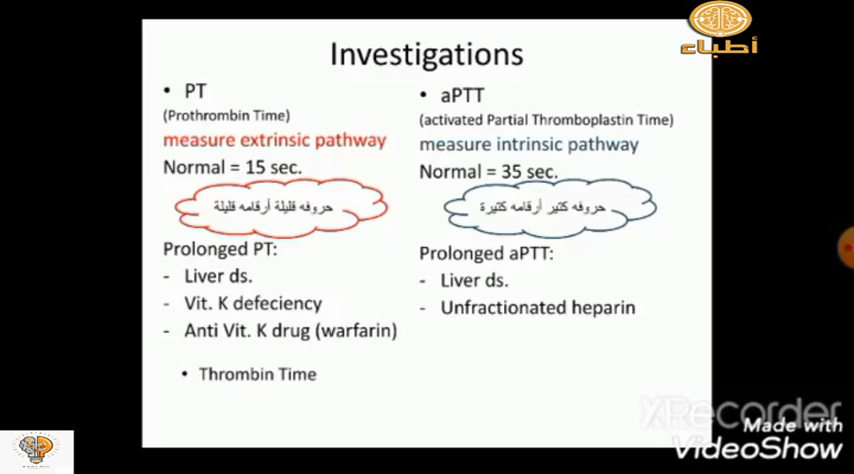 أطباء
Investigations
• PT
(Prothrombin Time)
measure extrinsic pathway
Normal = 15 sec.
حروفه قليلة أرقامه قليلة
Prolonged PT:
- Liver ds.
- Vit. K defeciency
- Anti Vit. K drug (warfarin)
• Thrombin Time
• aPTT
(activated Partial Thromboplastin Time)
measure intrinsic pathway
Normal = 35 sec.
حروفه كتير أرقامه كتيرة
Prolonged aPTT:
- Liver ds.
- Unfractionated heparin
XRecorder
Made with
VideoShow